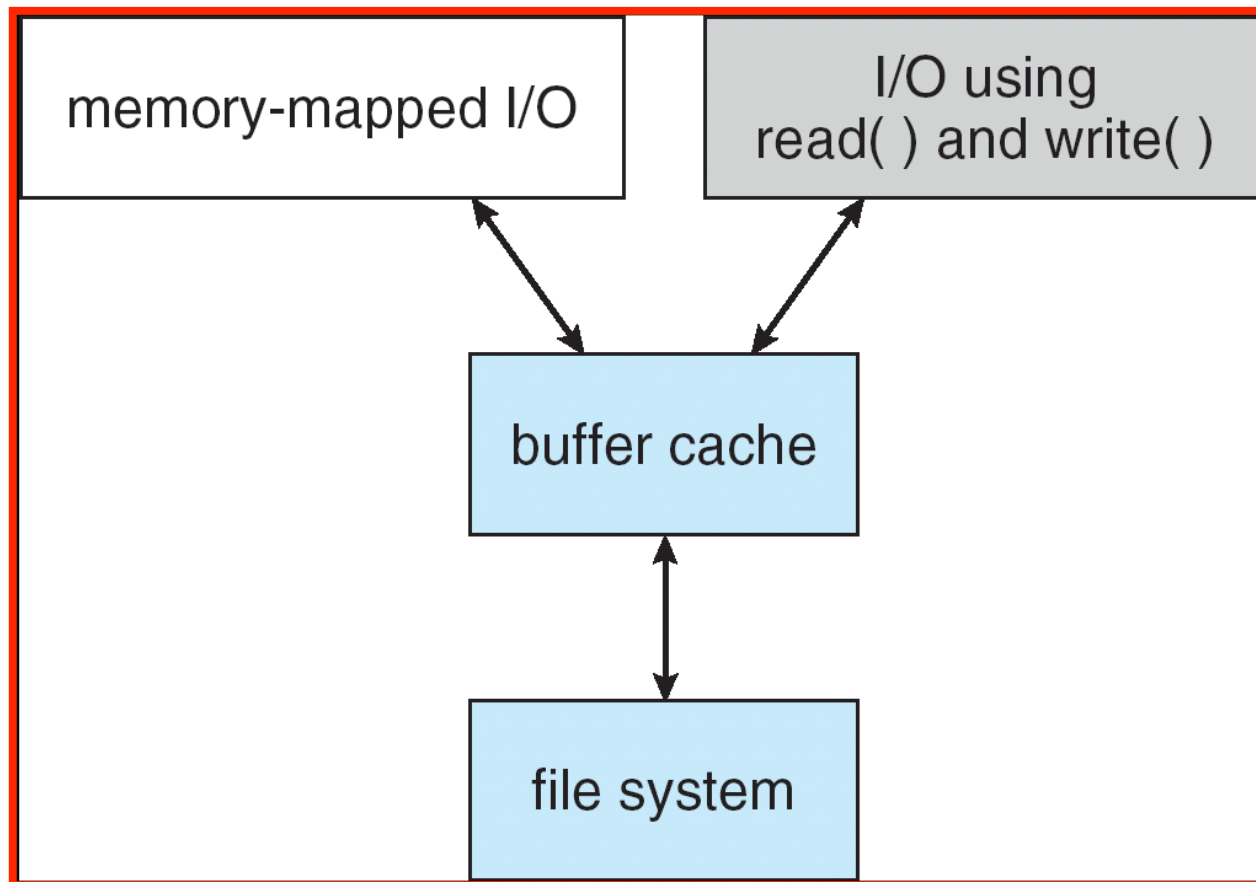 memory-mapped I/O
I/O using
read( ) and write( )
buffer cache
file system